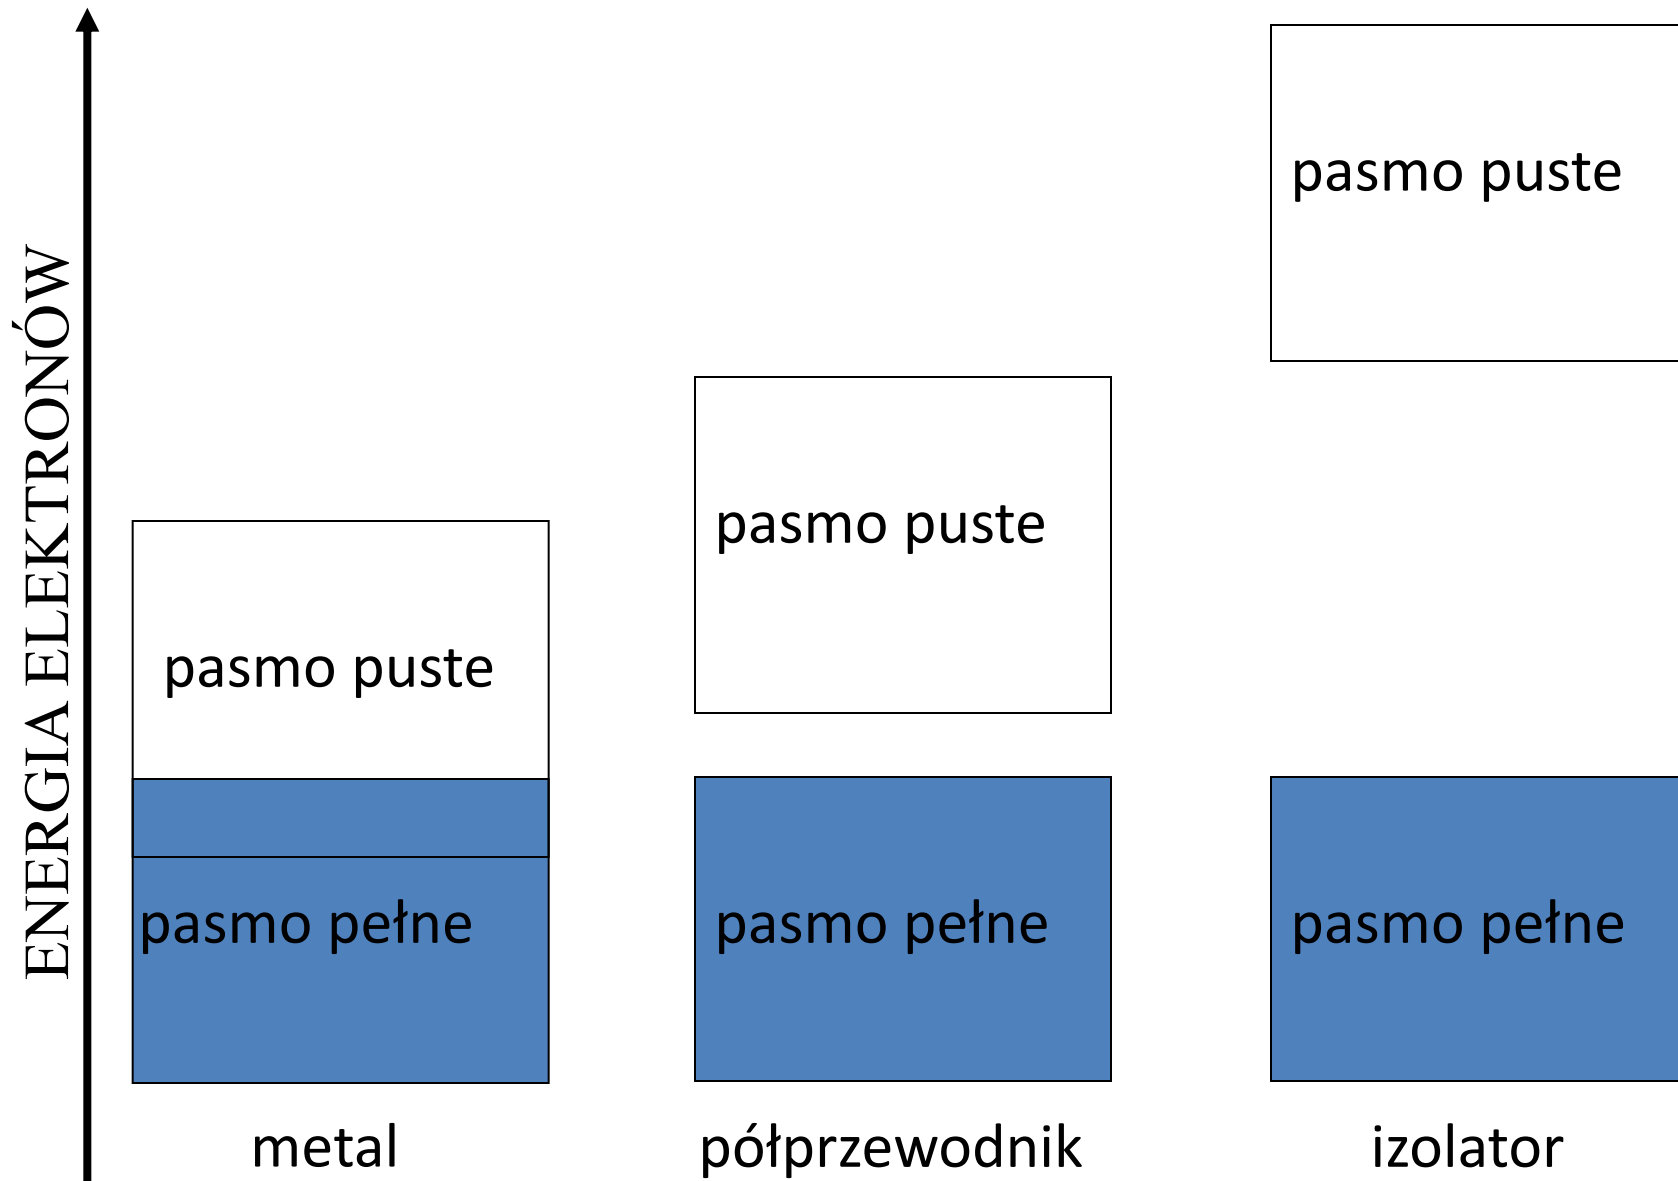 ENERGIA ELEKTRONÓW
pasmo puste
pasmo puste
pasmo puste
pasmo pełne
pasmo pełne
pasmo pełne
metal
półprzewodnik
izolator